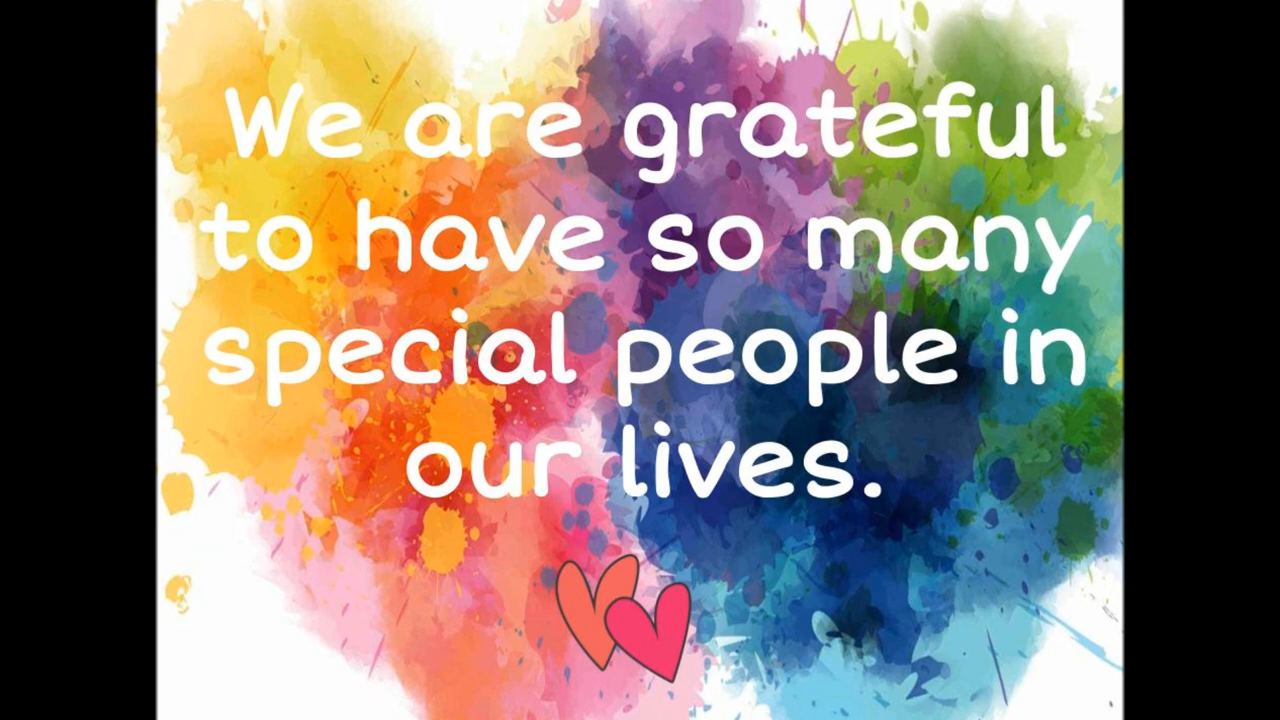 We are grateful
to have so many
special people in
our lives.